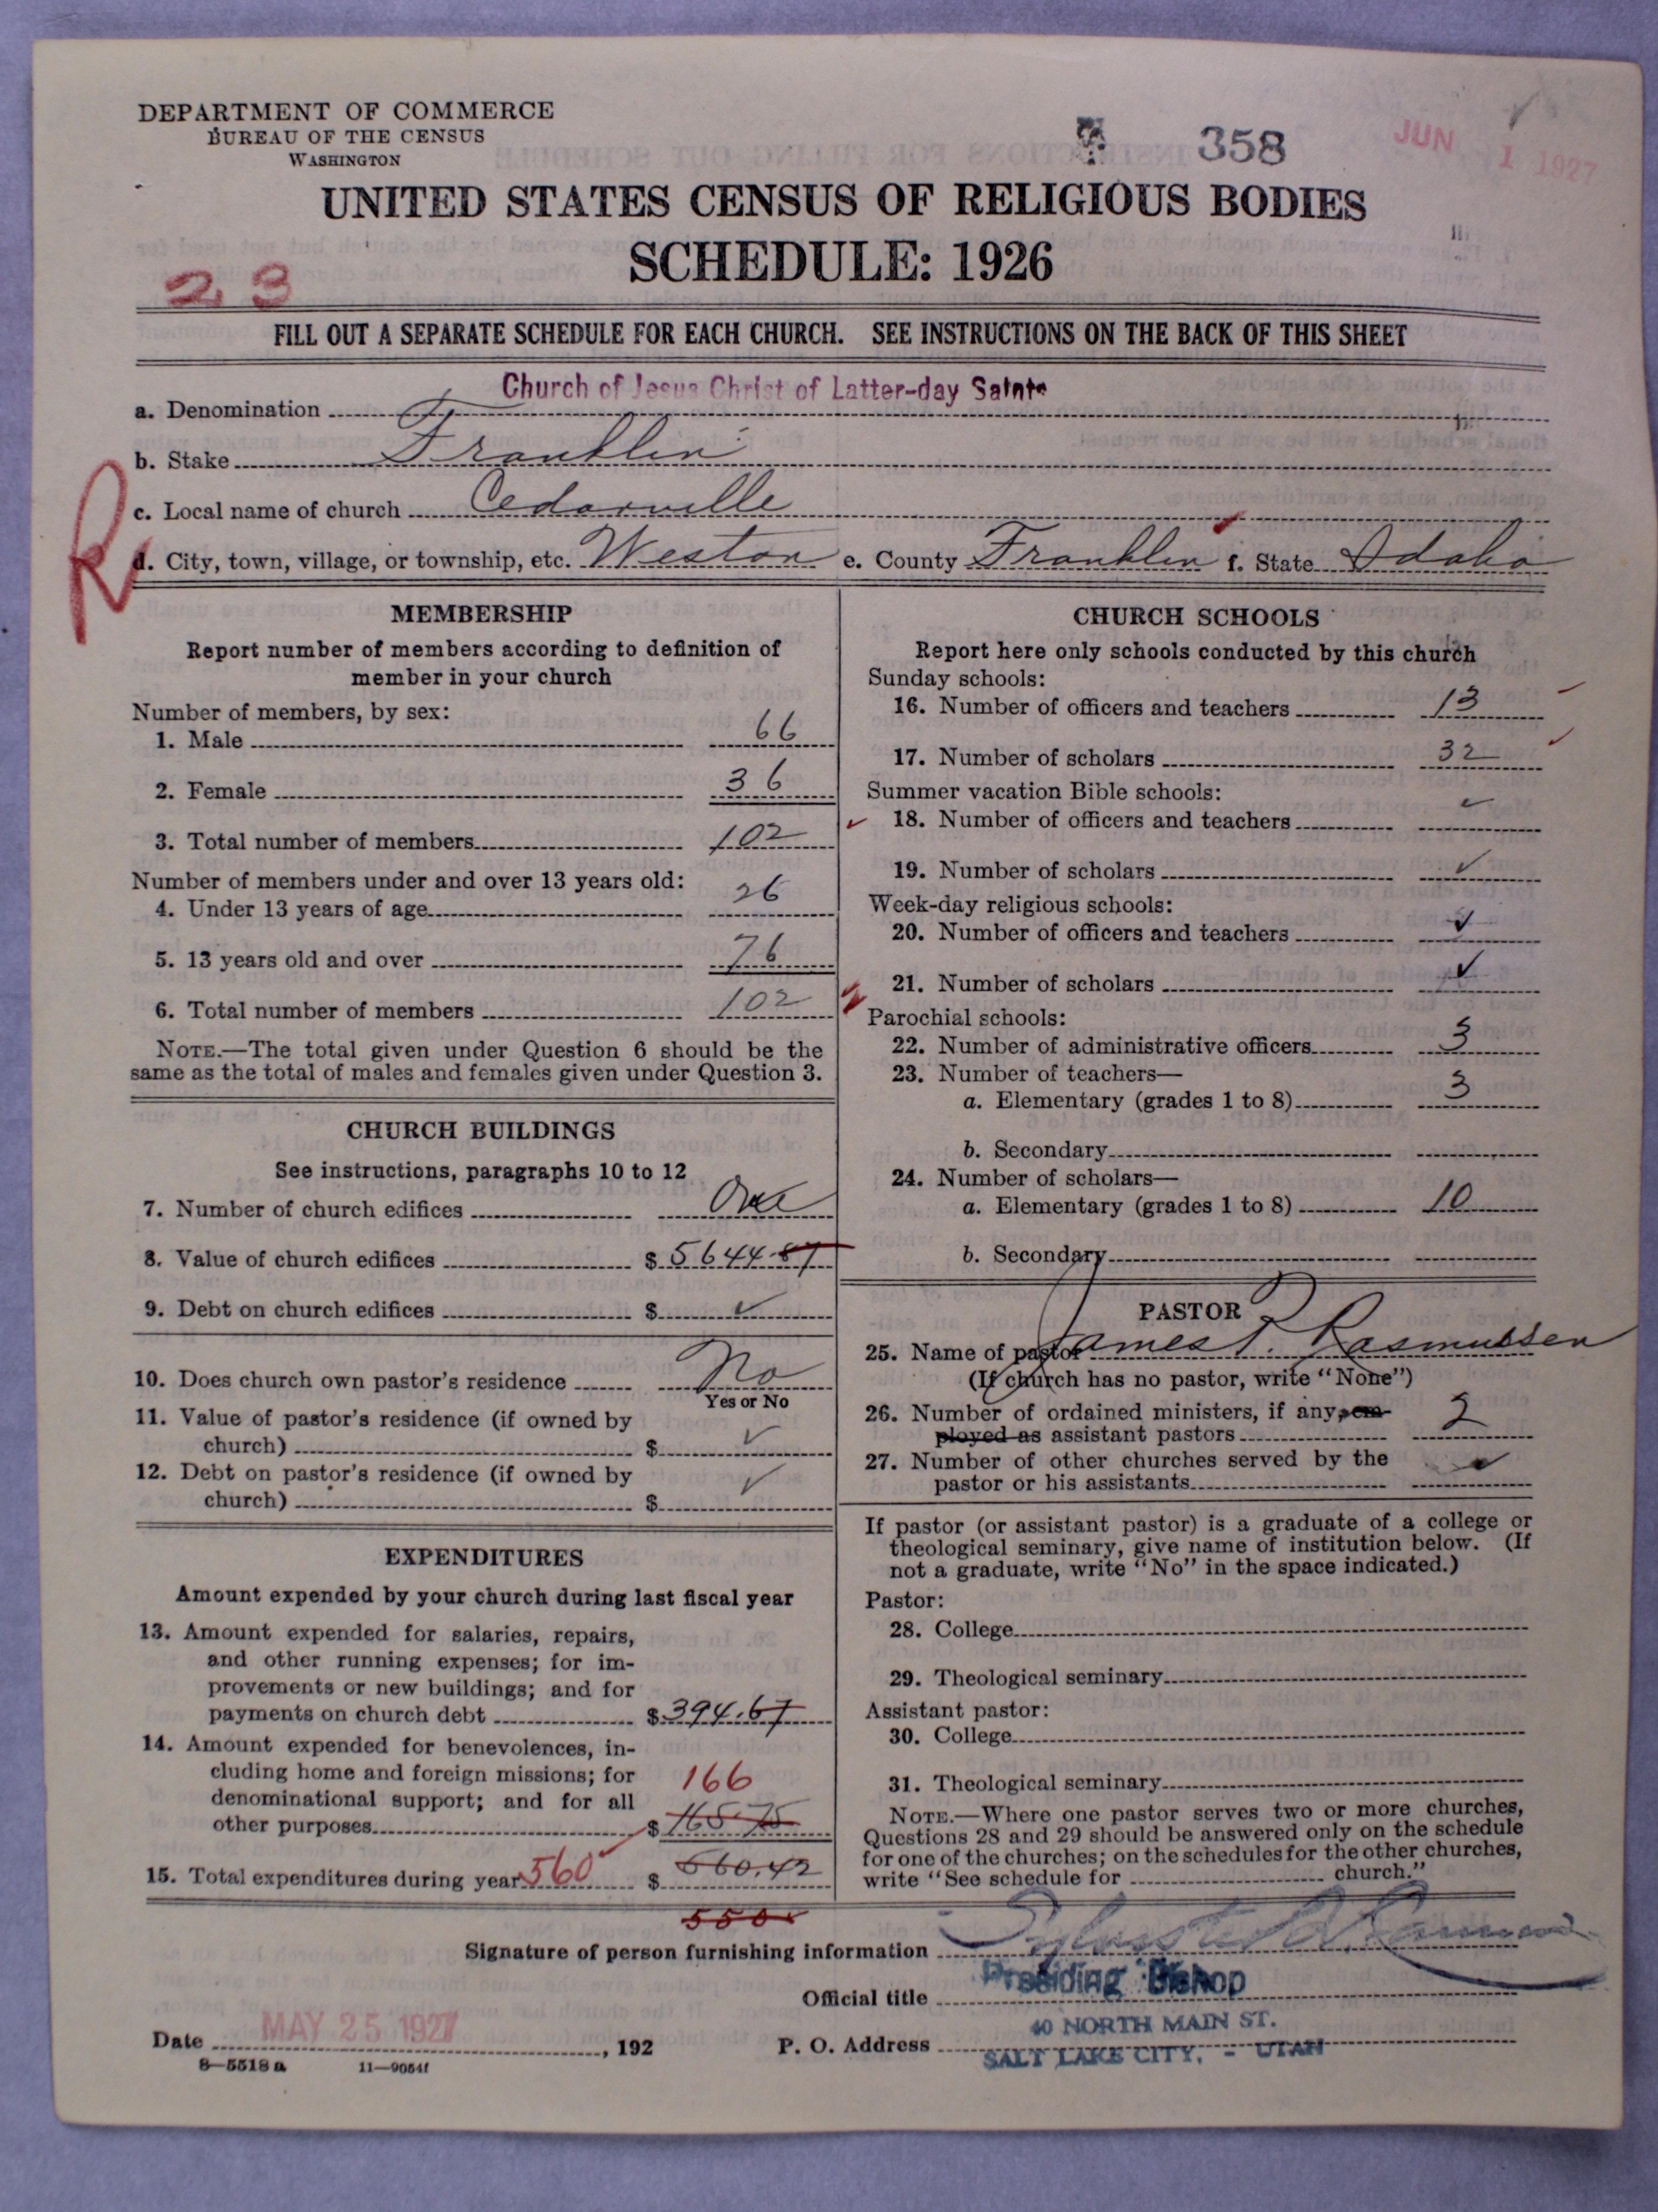 DEPARTMENT OF COMMERCE
BUREAU OF THE CENSUS
WASHINGTON
358
JUN 1 1927
UNITED STATES CENSUS OF RELIGIOUS BODIES
SCHEDULE: 1926
23
FILL OUT A SEPARATE SCHEDULE FOR EACH CHURCH. SEE INSTRUCTIONS ON THE BACK OF THIS SHEET
Church of Jesus Christ of Latter-day Saints
a. Denomination
b. Stake Franklin
c. Local name of church Cedarville
R
d. City, town, village, or township, etc. Weston e. County Franklin f. State Idaho
MEMBERSHIP
Report number of members according to definition of
member in your church
Number of members, by sex:
1. Male 66
2. Female 36
3. Total number of members 102
Number of members under and over 13 years old:
4. Under 13 years of age 26
5. 13 years old and over 76
6. Total number of members 102
NOTE.—The total given under Question 6 should be the
same as the total of males and females given under Question 3.
CHURCH BUILDINGS
See instructions, paragraphs 10 to 12
7. Number of church edifices One
8. Value of church edifices $ 5644.87
9. Debt on church edifices $ ✓
10. Does church own pastor's residence No
Yes or No
11. Value of pastor's residence (if owned by
church) $ ✓
12. Debt on pastor's residence (if owned by
church) $ ✓
EXPENDITURES
Amount expended by your church during last fiscal year
13. Amount expended for salaries, repairs,
and other running expenses; for im-
provements or new buildings; and for
payments on church debt $ 394.67
14. Amount expended for benevolences, in-
cluding home and foreign missions; for
denominational support; and for all 166
other purposes $ 165.75
15. Total expenditures during year 560 $ 560.42
550
CHURCH SCHOOLS
Report here only schools conducted by this church
Sunday schools:
16. Number of officers and teachers 13
17. Number of scholars 32
Summer vacation Bible schools:
18. Number of officers and teachers ✓
19. Number of scholars ✓
Week-day religious schools:
20. Number of officers and teachers ✓
21. Number of scholars ✓
Parochial schools:
22. Number of administrative officers 3
23. Number of teachers—
a. Elementary (grades 1 to 8) 3
b. Secondary
24. Number of scholars—
a. Elementary (grades 1 to 8) 10
b. Secondary
PASTOR
25. Name of pastor James P. Rasmussen
(If church has no pastor, write "None")
26. Number of ordained ministers, if any, em-
ployed as assistant pastors 2
27. Number of other churches served by the
pastor or his assistants ✓
If pastor (or assistant pastor) is a graduate of a college or
theological seminary, give name of institution below. (If
not a graduate, write "No" in the space indicated.)
Pastor:
28. College
29. Theological seminary
Assistant pastor:
30. College
31. Theological seminary
NOTE.—Where one pastor serves two or more churches,
Questions 28 and 29 should be answered only on the schedule
for one of the churches; on the schedules for the other churches,
write "See schedule for church."
Signature of person furnishing information
Official title Presiding Bishop
Date MAY 25 1927, 192 P. O. Address 40 NORTH MAIN ST.
SALT LAKE CITY, - UTAH
8—5518 a 11—9054f